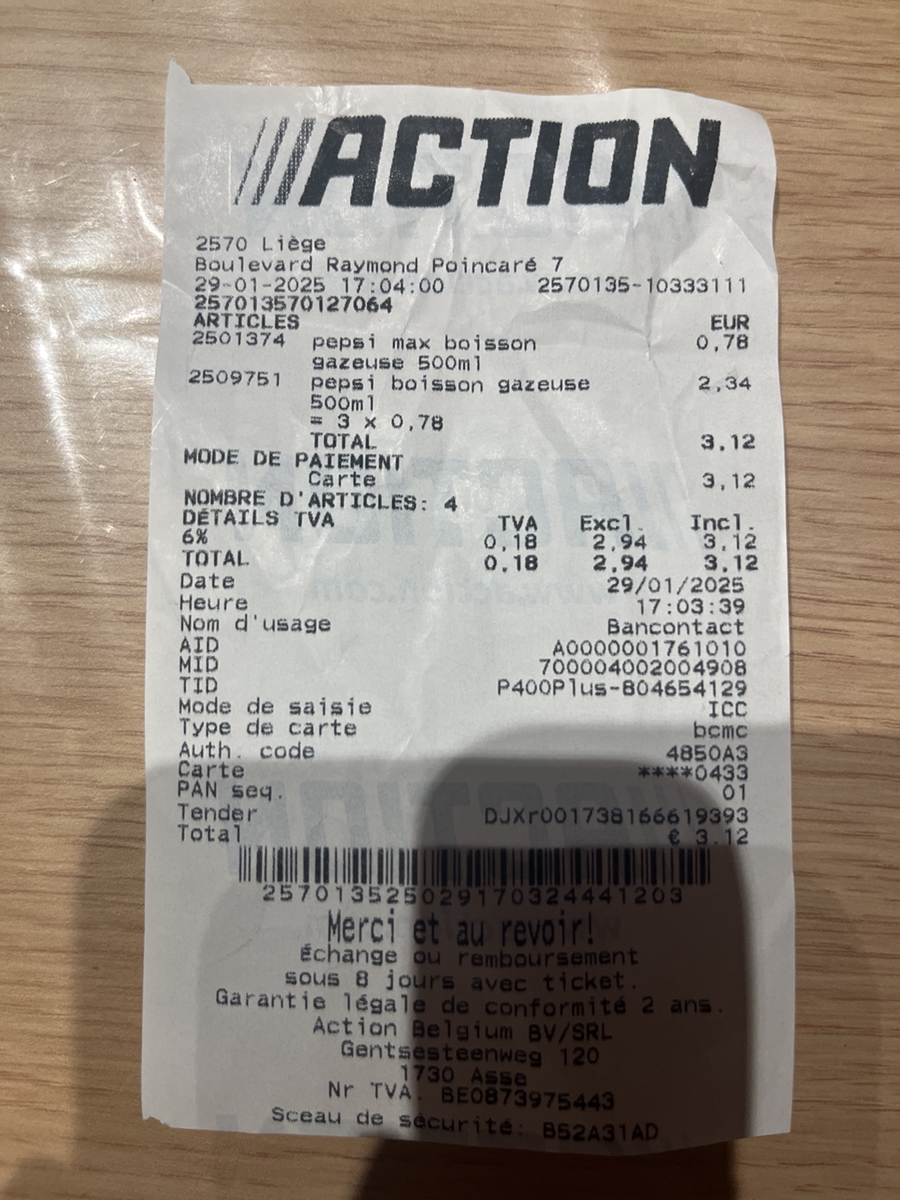 ///ACTION
2570 Liège
Boulevard Raymond Poincaré 7
29-01-2025 17:04:00 2570135-10333111
257013570127064
ARTICLES EUR
2501374 pepsi max boisson 0,78
gazeuse 500ml
2509751 pepsi boisson gazeuse 2,34
500ml
= 3 x 0,78
TOTAL 3,12
MODE DE PAIEMENT
Carte 3,12
NOMBRE D'ARTICLES: 4
DÉTAILS TVA TVA Excl. Incl.
6% 0,18 2,94 3,12
TOTAL 0,18 2,94 3,12
Date 29/01/2025
Heure 17:03:39
Nom d'usage Bancontact
AID A0000001761010
MID 700004002004908
TID P400Plus-804654129
Mode de saisie ICC
Type de carte bcmc
Auth. code 4850A3
Carte ****0433
PAN seq. 01
Tender DJXr001738166619393
Total € 3.12
257013525029170324441203
Merci et au revoir!
Échange ou remboursement
sous 8 jours avec ticket.
Garantie légale de conformité 2 ans.
Action Belgium BV/SRL
Gentsesteenweg 120
1730 Asse
Nr TVA. BE0873975443
Sceau de sécurité: B52A31AD